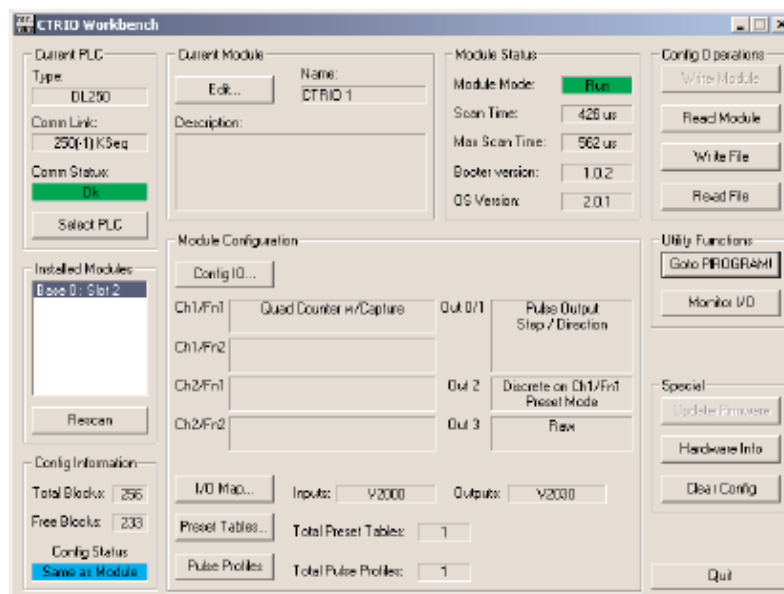 CTRIO Workbench
Current PLC
Type:
DL250
Comm Link:
250(-1) KSeq
Comm Status:
Ok
Select PLC
Installed Modules
Base 0 : Slot 2
Rescan
Config Information
Total Blocks: 256
Free Blocks: 233
Config Status
Same as Module
Current Module
Edit...
Name:
CTRIO 1
Description:
Module Status
Module Mode: Run
Scan Time: 426 us
Max Scan Time: 562 us
Booter version: 1.0.2
OS Version: 2.0.1
Module Configuration
Config IO...
Ch1/Fn1 Quad Counter w/Capture
Ch1/Fn2
Ch2/Fn1
Ch2/Fn2
Out 0/1 Pulse Output
Step / Direction
Out 2 Discrete on Ch1/Fn1
Preset Mode
Out 3 Raw
I/O Map... Inputs: V2000 Outputs: V2030
Preset Tables... Total Preset Tables: 1
Pulse Profiles Total Pulse Profiles: 1
Config Operations
Write Module
Read Module
Write File
Read File
Utility Functions
Goto PROGRAM!
Monitor I/O
Special
Update Firmware
Hardware Info
Clear Config
Quit